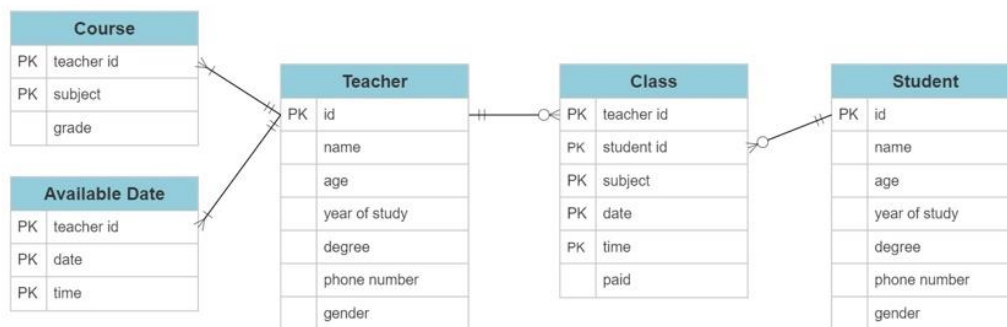 Course
PK teacher id
PK subject
grade
Available Date
PK teacher id
PK date
PK time
Teacher
PK id
name
age
year of study
degree
phone number
gender
Class
PK teacher id
PK student id
PK subject
PK date
PK time
paid
Student
PK id
name
age
year of study
degree
phone number
gender